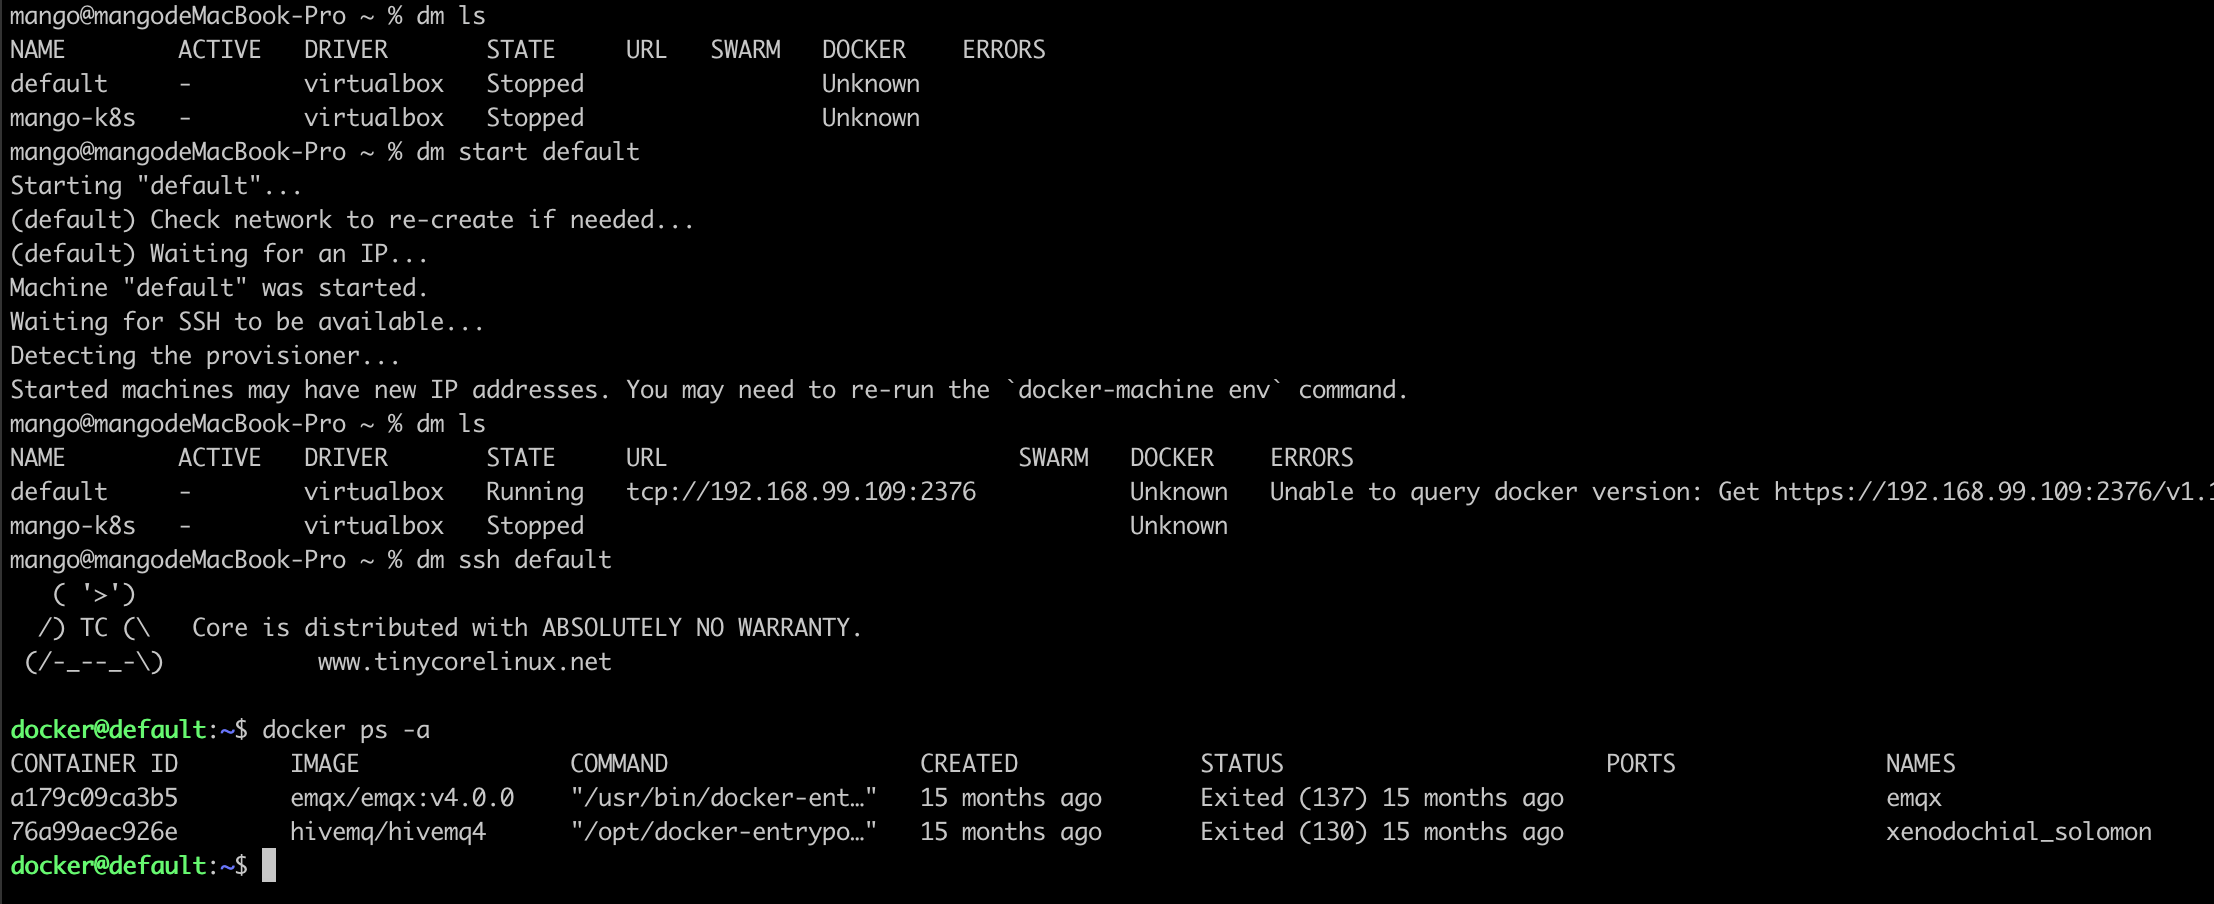 mango@mangodeMacBook-Pro ~ % dm ls
NAME        ACTIVE   DRIVER       STATE     URL   SWARM   DOCKER    ERRORS
default     -        virtualbox   Stopped                 Unknown
mango-k8s   -        virtualbox   Stopped                 Unknown
mango@mangodeMacBook-Pro ~ % dm start default
Starting "default"...
(default) Check network to re-create if needed...
(default) Waiting for an IP...
Machine "default" was started.
Waiting for SSH to be available...
Detecting the provisioner...
Started machines may have new IP addresses. You may need to re-run the `docker-machine env` command.
mango@mangodeMacBook-Pro ~ % dm ls
NAME        ACTIVE   DRIVER       STATE     URL                         SWARM   DOCKER    ERRORS
default     -        virtualbox   Running   tcp://192.168.99.109:2376           Unknown   Unable to query docker version: Get https://192.168.99.109:2376/v1.1
mango-k8s   -        virtualbox   Stopped                                       Unknown
mango@mangodeMacBook-Pro ~ % dm ssh default
   ( '>')
  /) TC (\   Core is distributed with ABSOLUTELY NO WARRANTY.
 (/-_--_-\)           www.tinycorelinux.net
docker@default:~$ docker ps -a
CONTAINER ID        IMAGE               COMMAND                  CREATED             STATUS                       PORTS               NAMES
a179c09ca3b5        emqx/emqx:v4.0.0    "/usr/bin/docker-ent…"   15 months ago       Exited (137) 15 months ago                       emqx
76a99aec926e        hivemq/hivemq4      "/opt/docker-entrypo…"   15 months ago       Exited (130) 15 months ago                       xenodochial_solomon
docker@default:~$